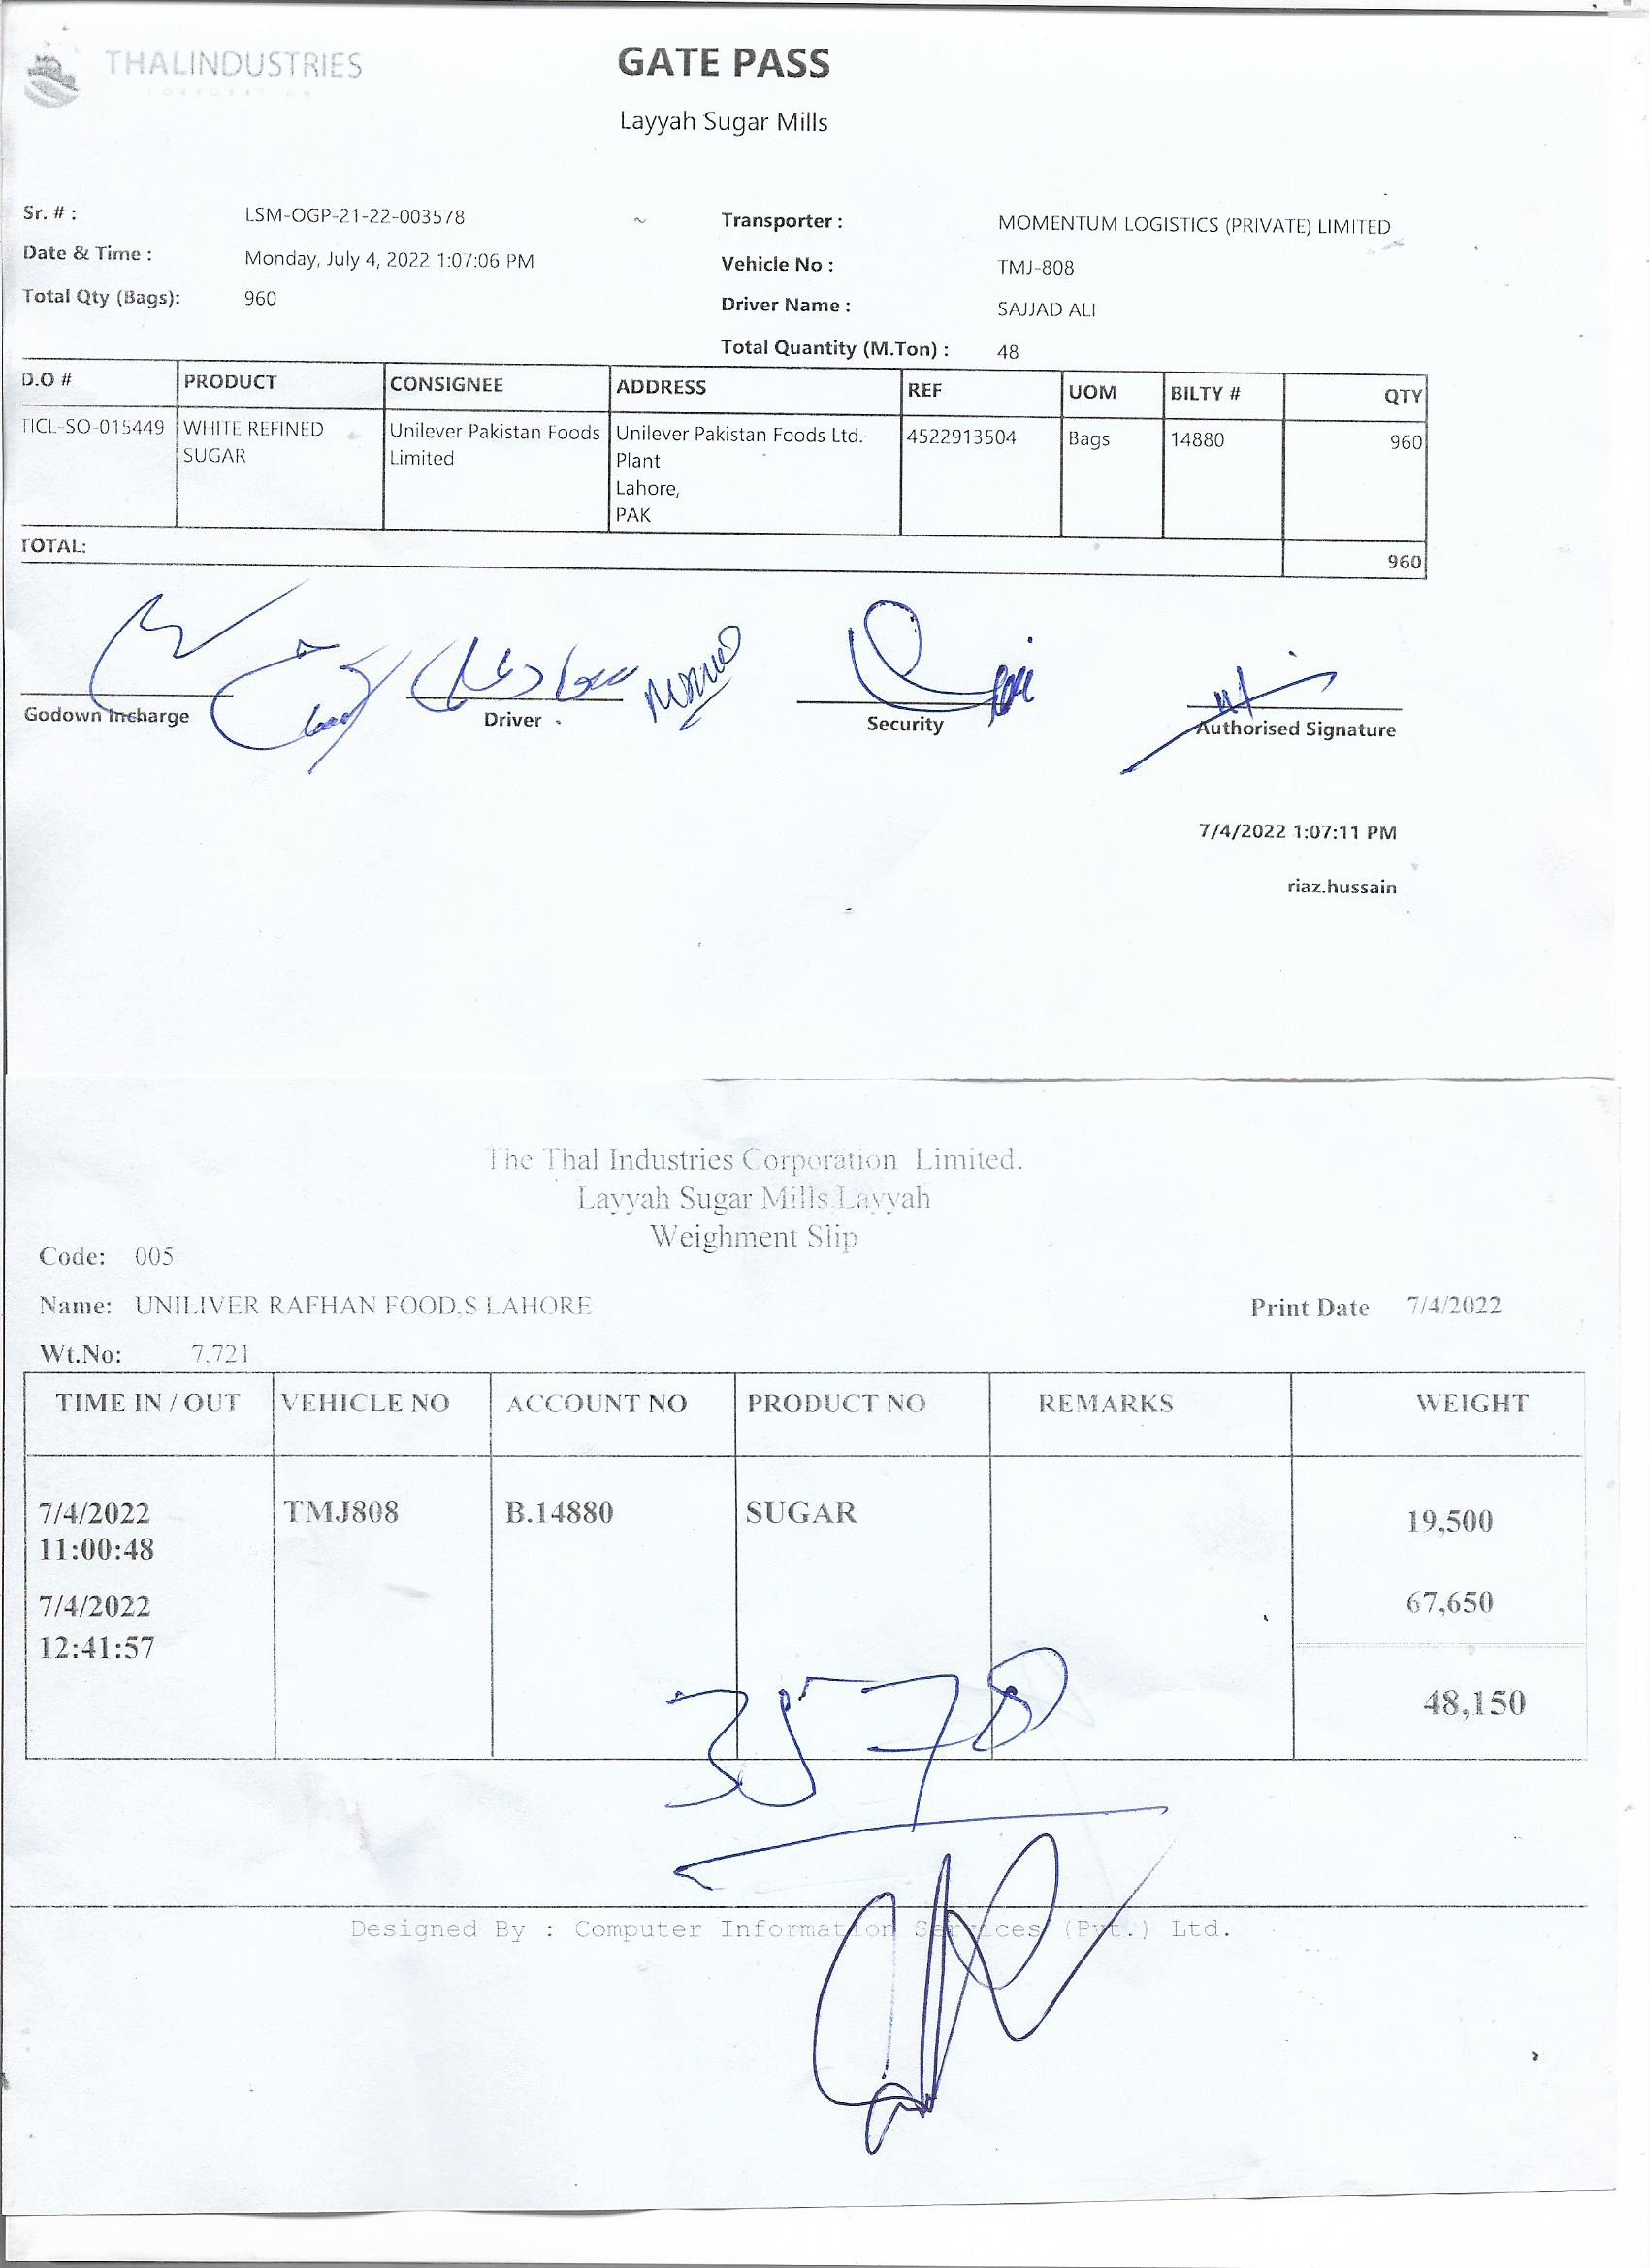 THALINDUSTRIES
CORPORATION
GATE PASS
Layyah Sugar Mills
Sr. # : LSM-OGP-21-22-003578
Date & Time : Monday, July 4, 2022 1:07:06 PM
Total Qty (Bags): 960
Transporter : MOMENTUM LOGISTICS (PRIVATE) LIMITED
Vehicle No : TMJ-808
Driver Name : SAJJAD ALI
Total Quantity (M.Ton) : 48
D.O # PRODUCT CONSIGNEE ADDRESS REF UOM BILTY # QTY
TICL-SO-015449 WHITE REFINED Unilever Pakistan Foods Unilever Pakistan Foods Ltd. 4522913504 Bags 14880 960
SUGAR Limited Plant
Lahore,
PAK
TOTAL: 960
Godown Incharge Driver Security Authorised Signature
7/4/2022 1:07:11 PM
riaz.hussain
The Thal Industries Corporation Limited.
Layyah Sugar Mills,Layyah
Weighment Slip
Code: 005
Name: UNILIVER RAFHAN FOOD.S LAHORE Print Date 7/4/2022
Wt.No: 7.721
TIME IN / OUT VEHICLE NO ACCOUNT NO PRODUCT NO REMARKS WEIGHT
7/4/2022 TMJ808 B.14880 SUGAR 19,500
11:00:48
7/4/2022 67,650
12:41:57
48,150
3578
Designed By : Computer Information Services (Pvt.) Ltd.